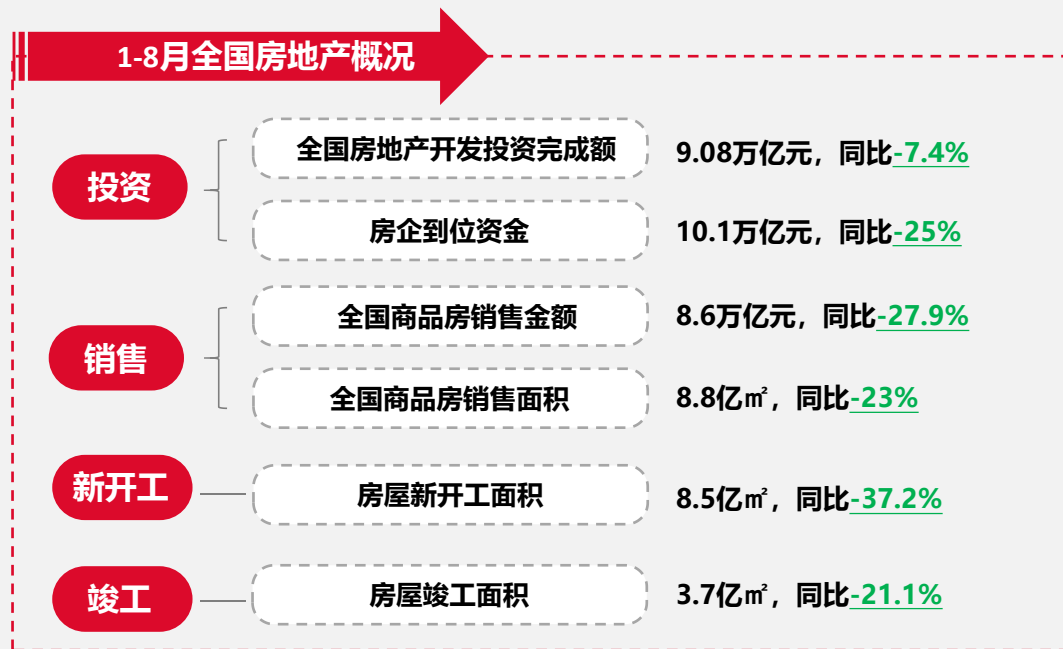 1-8月全国房地产概况
投资
全国房地产开发投资完成额
9.08万亿元，同比-7.4%
房企到位资金
10.1万亿元，同比-25%
销售
全国商品房销售金额
8.6万亿元，同比-27.9%
全国商品房销售面积
8.8亿㎡，同比-23%
新开工
房屋新开工面积
8.5亿㎡，同比-37.2%
竣工
房屋竣工面积
3.7亿㎡，同比-21.1%